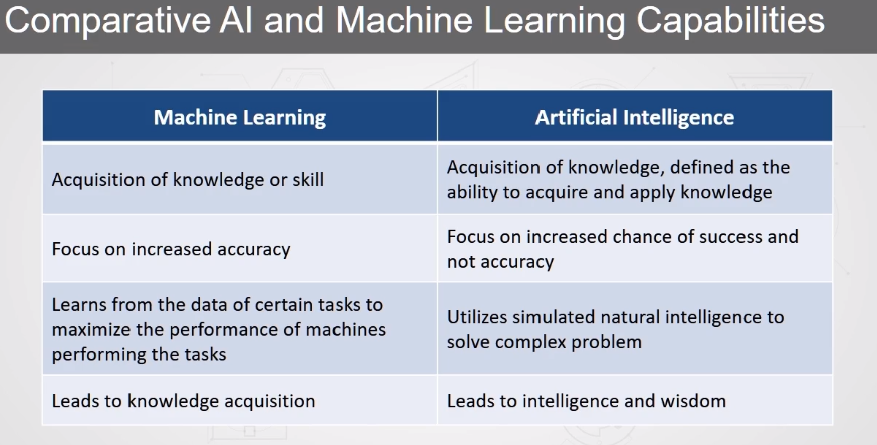 Comparative AI and Machine Learning Capabilities
Machine Learning
Artificial Intelligence
Acquisition of knowledge or skill
Acquisition of knowledge, defined as the
ability to acquire and apply knowledge
Focus on increased accuracy
Focus on increased chance of success and
not accuracy
Learns from the data of certain tasks to
maximize the performance of machines
performing the tasks
Utilizes simulated natural intelligence to
solve complex problem
Leads to knowledge acquisition
Leads to intelligence and wisdom